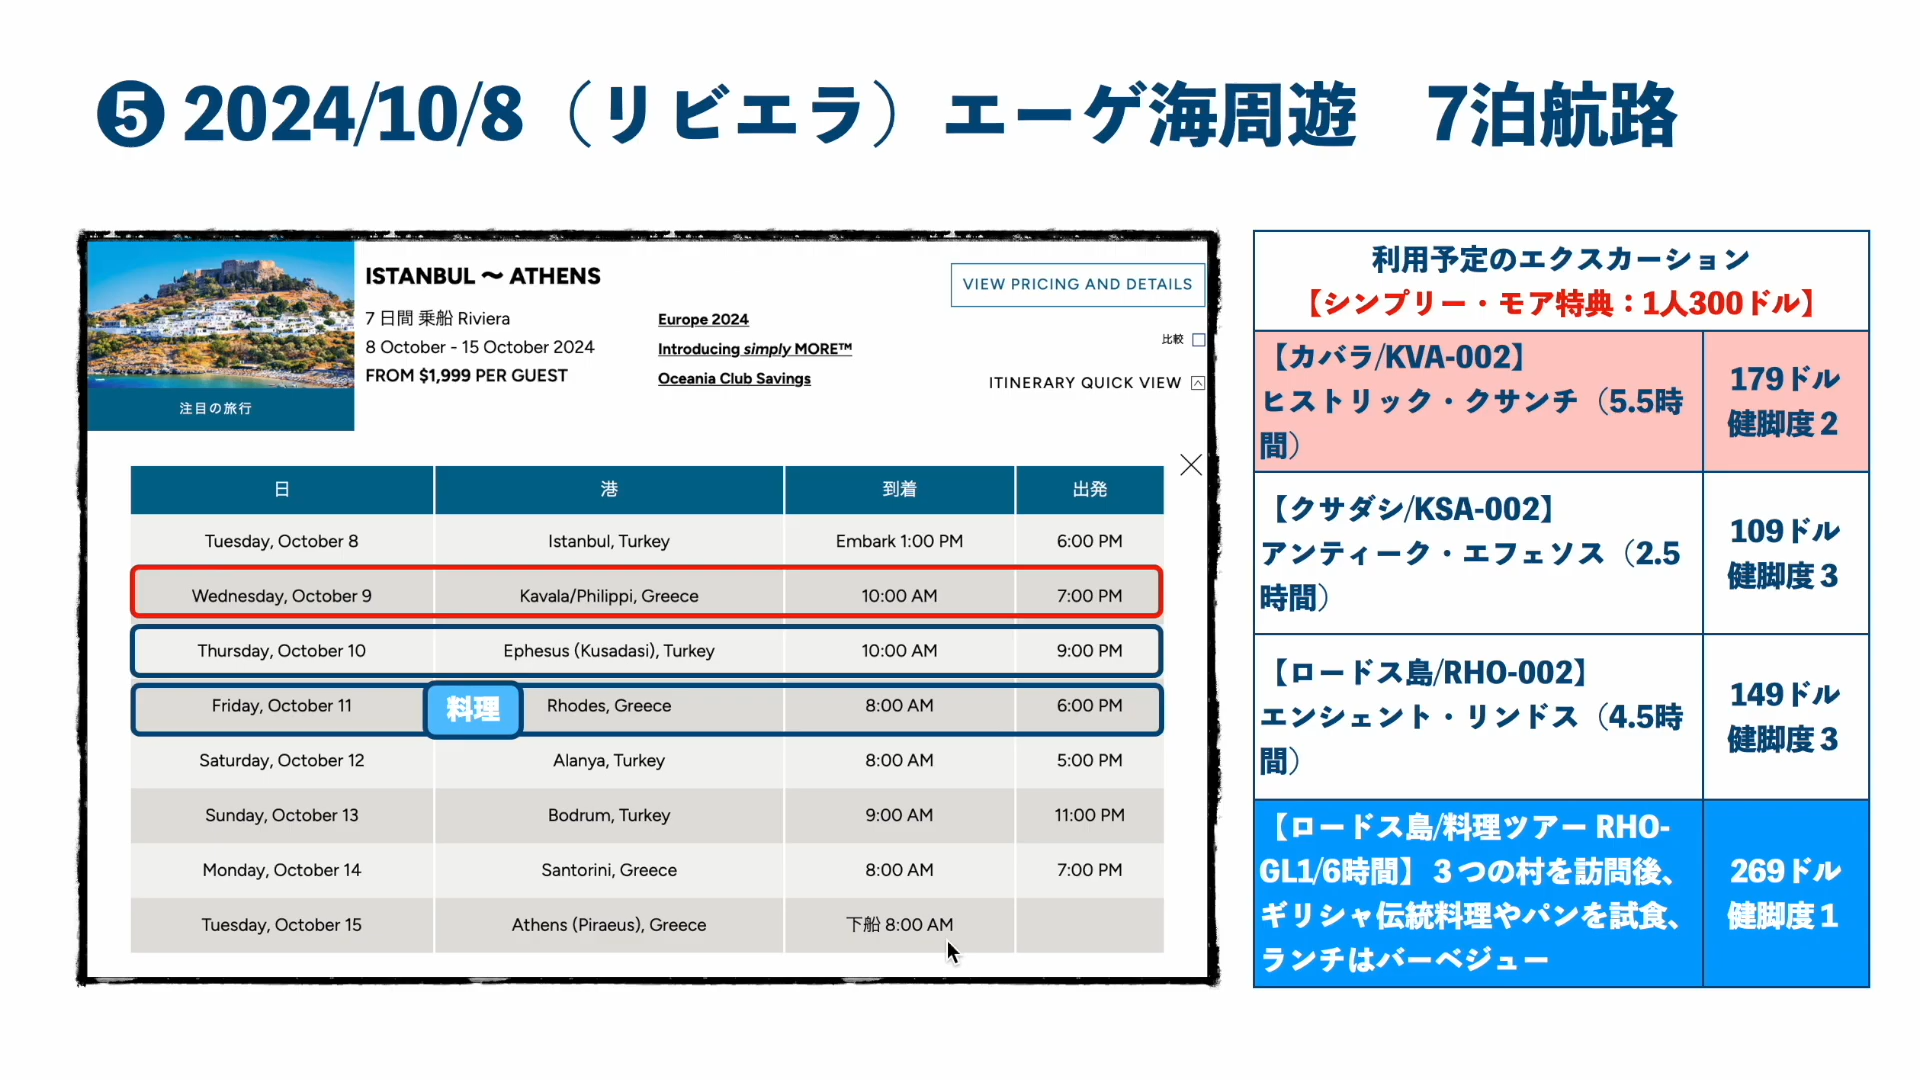 ❺ 2024/10/8（リビエラ）エーゲ海周遊　7泊航路
ISTANBUL 〜 ATHENS
7 日間 乗船 Riviera
8 October - 15 October 2024
FROM $1,999 PER GUEST
注目の旅行
Europe 2024
Introducing simply MORE™
Oceania Club Savings
VIEW PRICING AND DETAILS
比較
ITINERARY QUICK VIEW
日 港 到着 出発
Tuesday, October 8 Istanbul, Turkey Embark 1:00 PM 6:00 PM
Wednesday, October 9 Kavala/Philippi, Greece 10:00 AM 7:00 PM
Thursday, October 10 Ephesus (Kusadasi), Turkey 10:00 AM 9:00 PM
Friday, October 11 料理 Rhodes, Greece 8:00 AM 6:00 PM
Saturday, October 12 Alanya, Turkey 8:00 AM 5:00 PM
Sunday, October 13 Bodrum, Turkey 9:00 AM 11:00 PM
Monday, October 14 Santorini, Greece 8:00 AM 7:00 PM
Tuesday, October 15 Athens (Piraeus), Greece 下船 8:00 AM
利用予定のエクスカーション
【シンプリー・モア特典：1人300ドル】
【カバラ/KVA-002】
ヒストリック・クサンチ（5.5時
間）
179ドル
健脚度２
【クサダシ/KSA-002】
アンティーク・エフェソス（2.5
時間）
109ドル
健脚度３
【ロードス島/RHO-002】
エンシェント・リンドス（4.5時
間）
149ドル
健脚度３
【ロードス島/料理ツアー RHO-
GL1/6時間】３つの村を訪問後、
ギリシャ伝統料理やパンを試食、
ランチはバーベジュー
269ドル
健脚度１